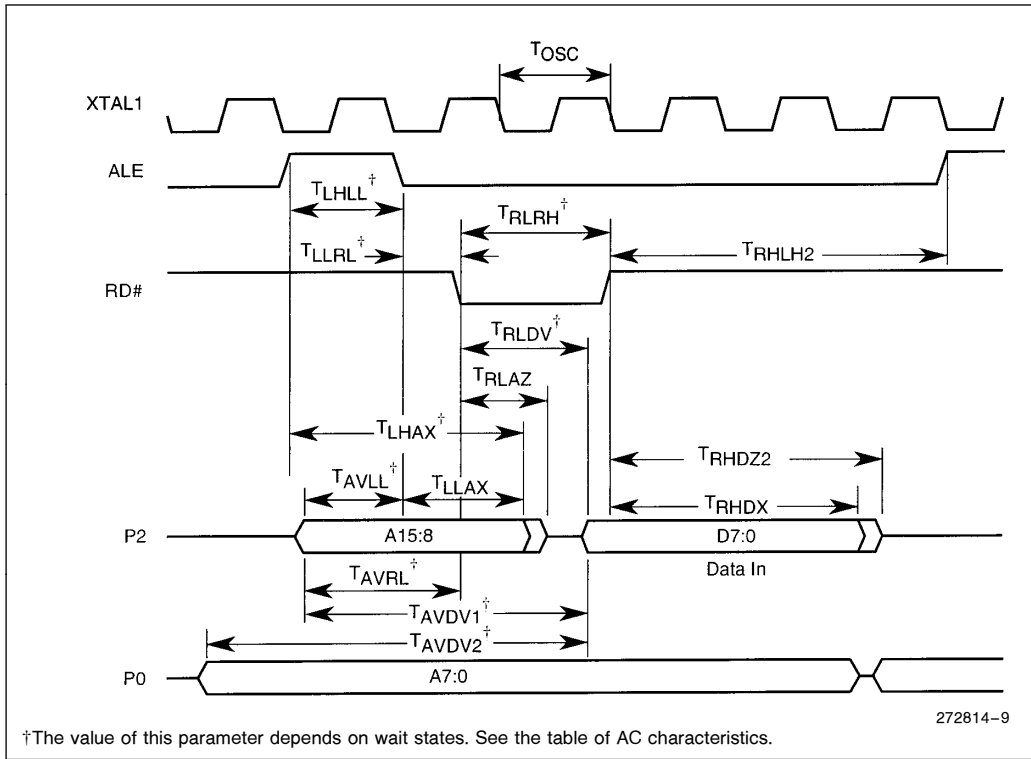 TOSC
XTAL1
ALE
TLHLL†
TRLRH†
TLLRL†
TRHLH2
RD#
TRLDV†
TRLAZ
TLHAX†
TRHDZ2
TAVLL†
TLLAX
TRHDX
P2
A15:8
D7:0
Data In
TAVRL†
TAVDV1†
TAVDV2†
P0
A7:0
272814–9
†The value of this parameter depends on wait states. See the table of AC characteristics.